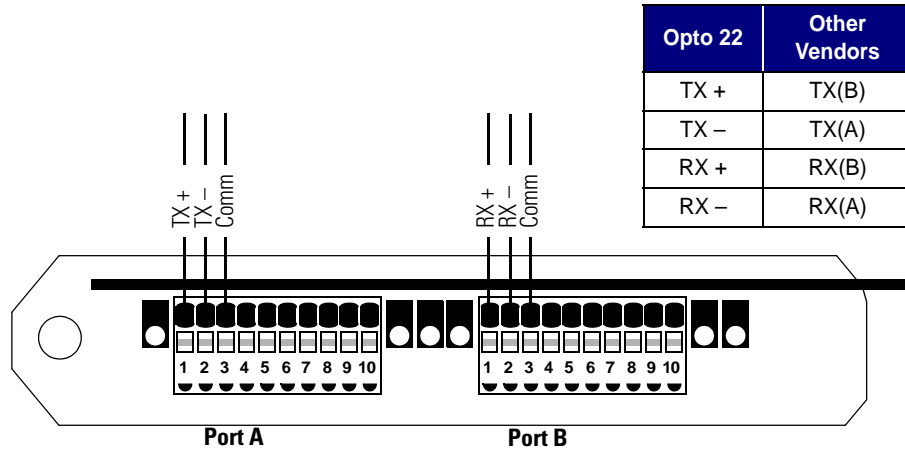 Opto 22 Other Vendors
TX + TX(B)
TX – TX(A)
RX + RX(B)
RX – RX(A)
TX +
TX –
Comm
RX +
RX –
Comm
1 2 3 4 5 6 7 8 9 10
1 2 3 4 5 6 7 8 9 10
Port A
Port B